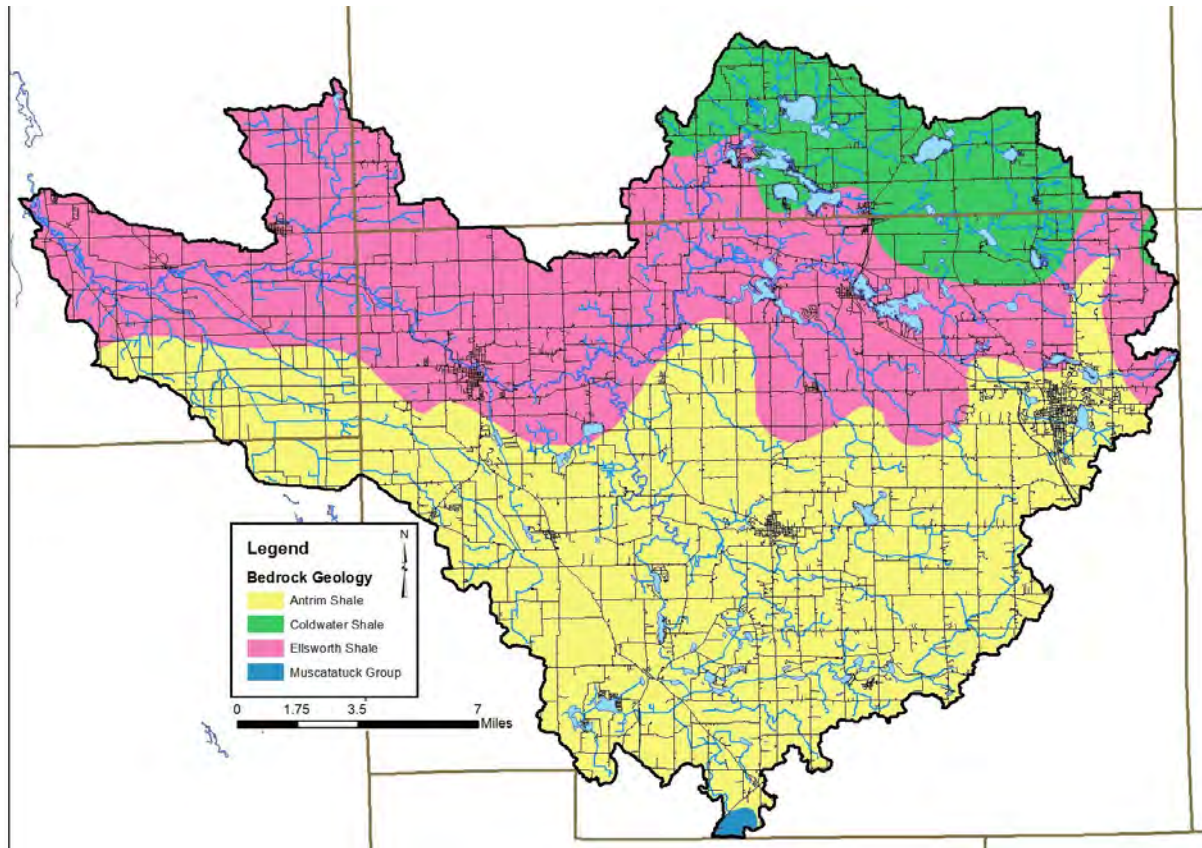 Legend
N
Bedrock Geology
Antrim Shale
Coldwater Shale
Ellsworth Shale
Muscatatuck Group
0 1.75 3.5 7
Miles